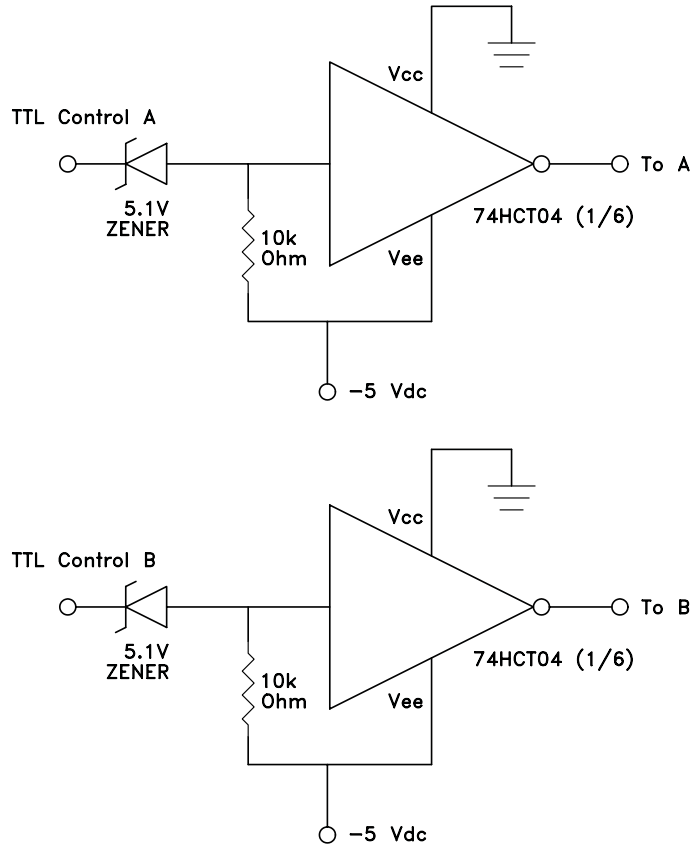 Vcc
TTL Control A
To A
5.1V
ZENER
74HCT04 (1/6)
10k
Ohm
Vee
-5 Vdc
Vcc
TTL Control B
To B
5.1V
ZENER
74HCT04 (1/6)
10k
Ohm
Vee
-5 Vdc